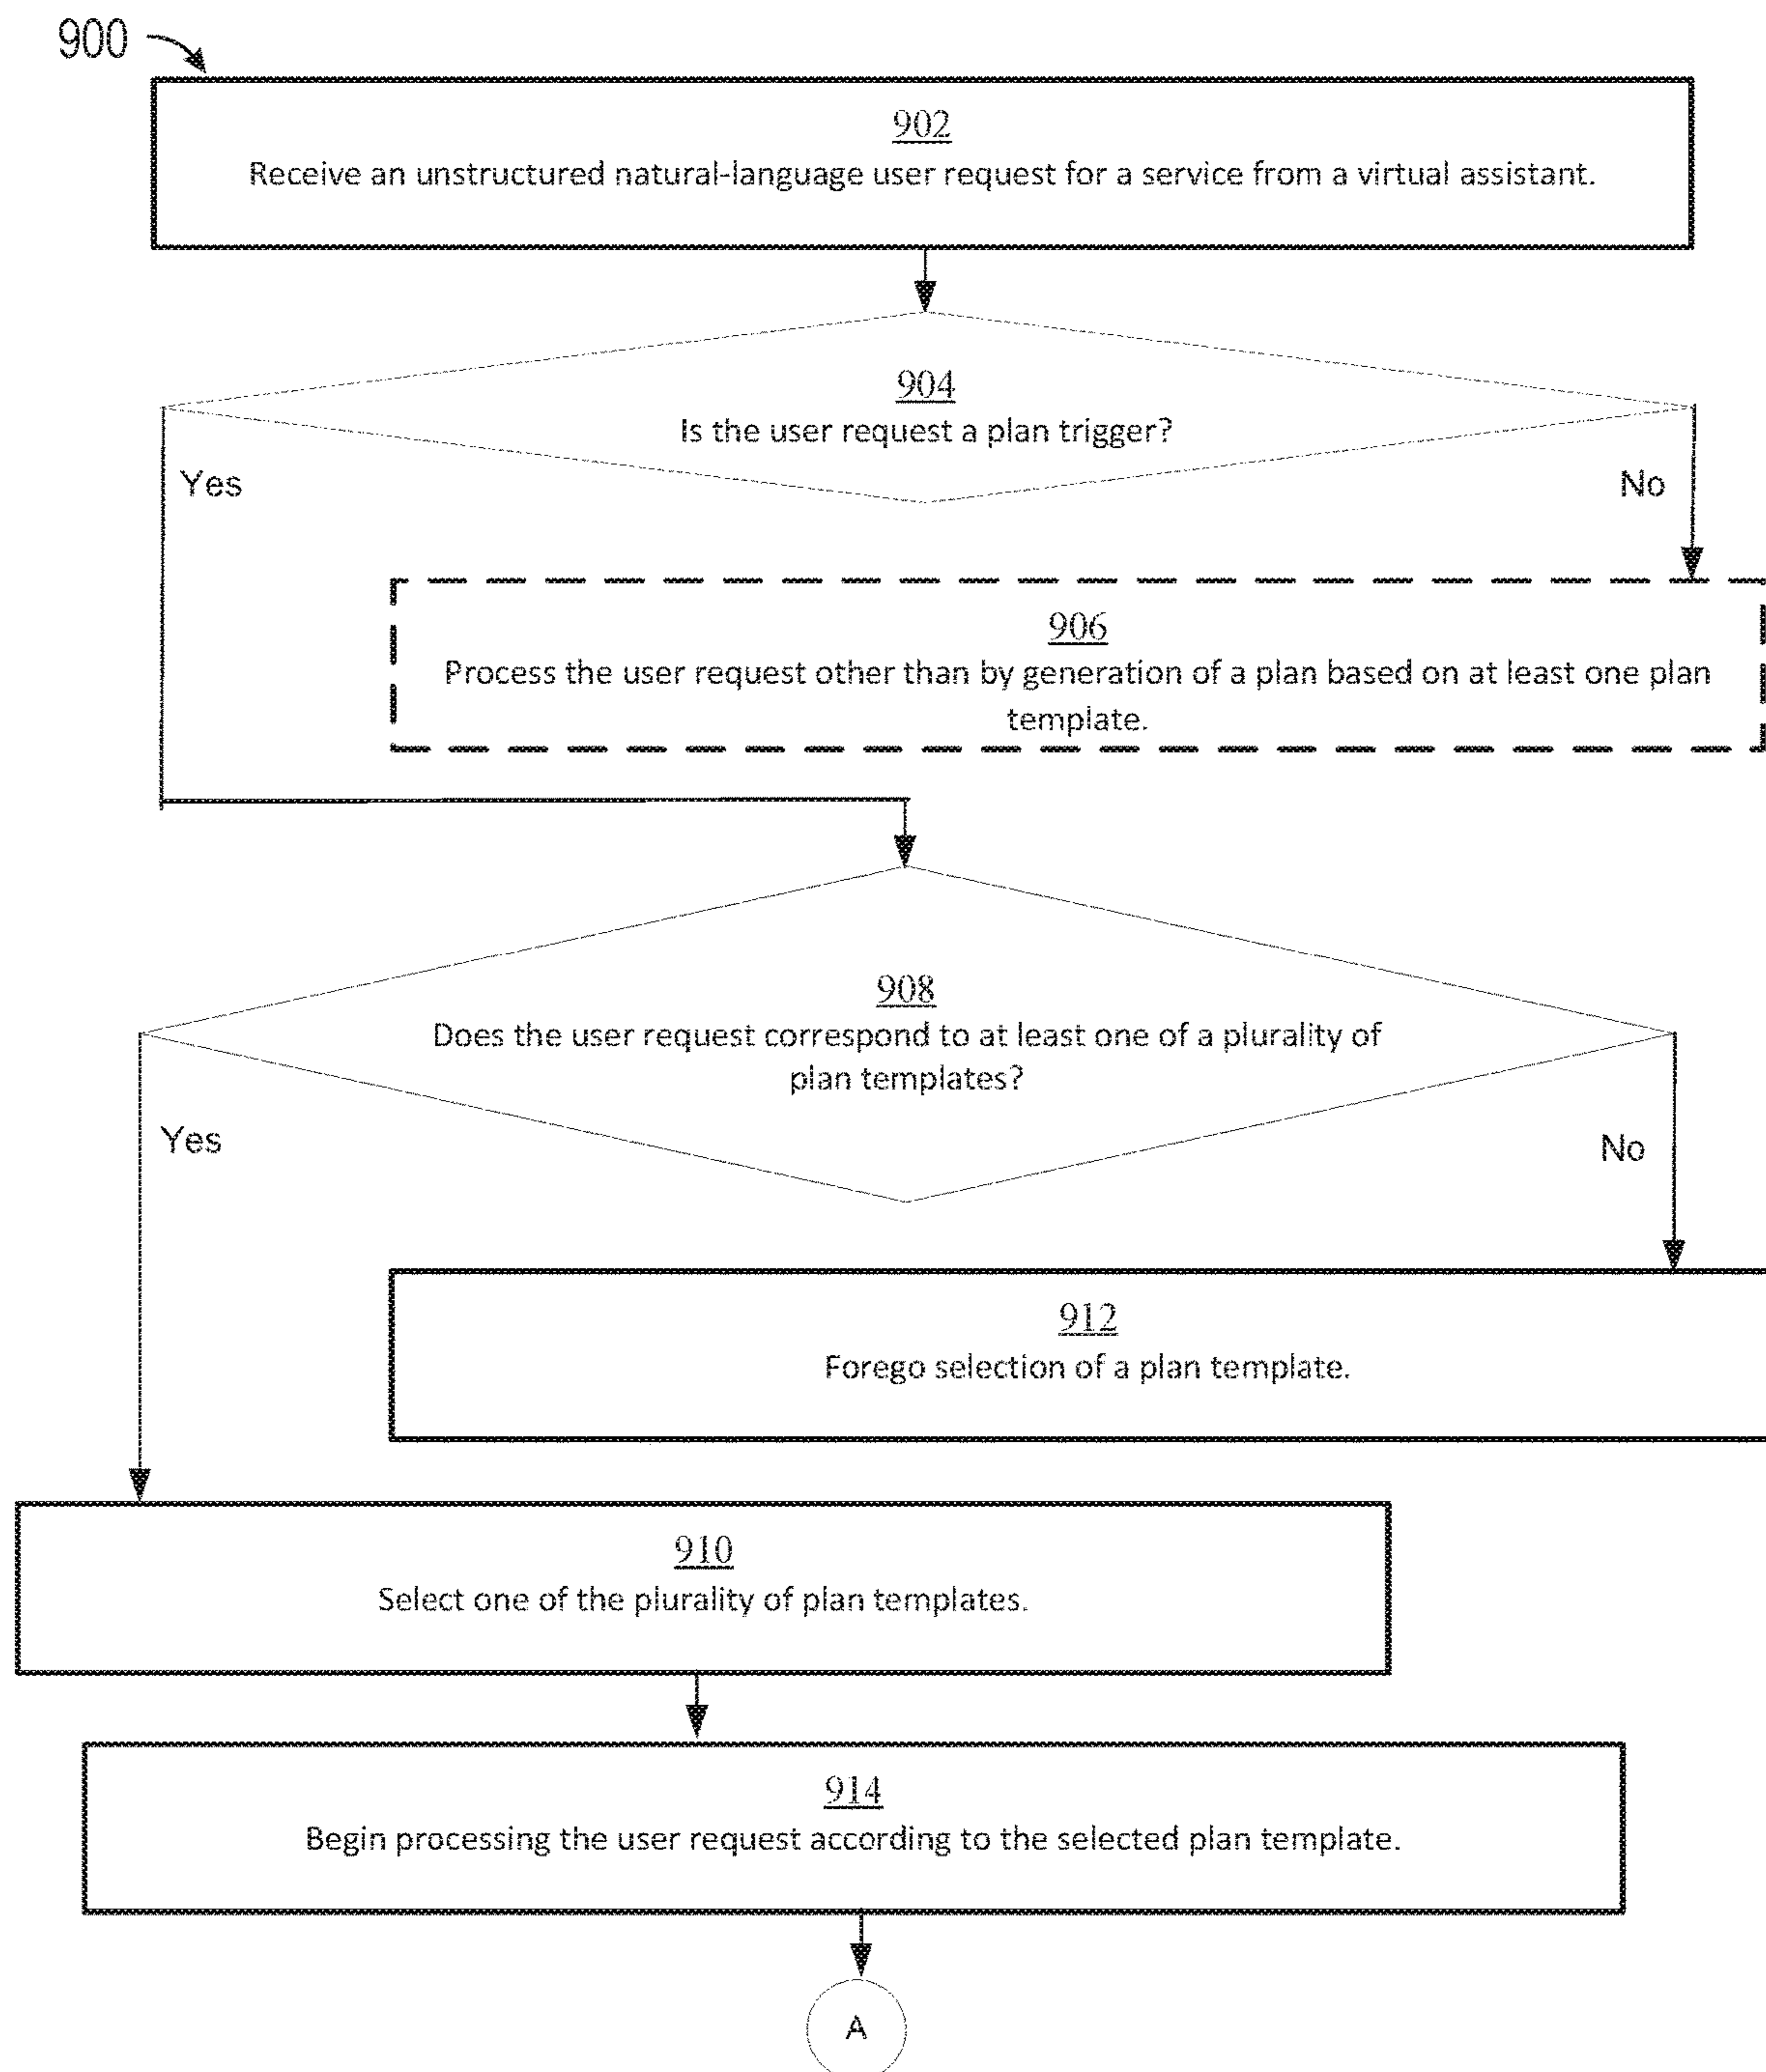 900
902
Receive an unstructured natural-language user request for a service from a virtual assistant.
904
Is the user request a plan trigger?
Yes
No
906
Process the user request other than by generation of a plan based on at least one plan
template.
908
Does the user request correspond to at least one of a plurality of
plan templates?
Yes
No
912
Forego selection of a plan template.
910
Select one of the plurality of plan templates.
914
Begin processing the user request according to the selected plan template.
A